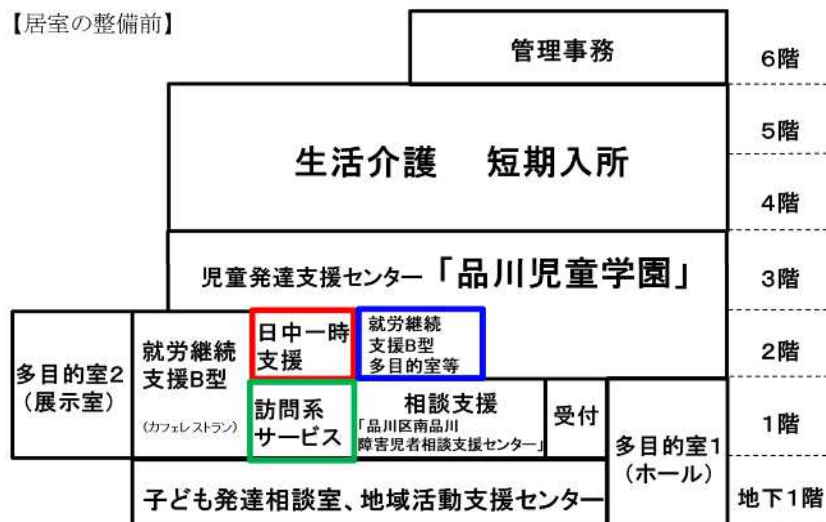 【居室の整備前】
管理事務
6階
生活介護 短期入所
5階
4階
児童発達支援センター「品川児童学園」
3階
多目的室2
(展示室)
就労継続
支援B型
(カフェレストラン)
日中一時
支援
就労継続
支援B型
多目的室等
2階
訪問系
サービス
相談支援
「品川区南品川
障害児者相談支援センター」
受付
1階
多目的室1
(ホール)
子ども発達相談室、地域活動支援センター
地下1階